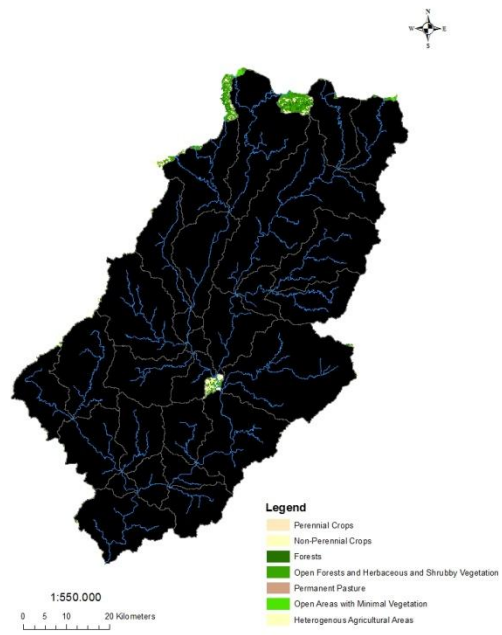 N
W E
S
Legend
Perennial Crops
Non-Perennial Crops
Forests
Open Forests and Herbaceous and Shrubby Vegetation
Permanent Pasture
Open Areas with Minimal Vegetation
Heterogenous Agricultural Areas
1:550.000
0 5 10 20 Kilometers